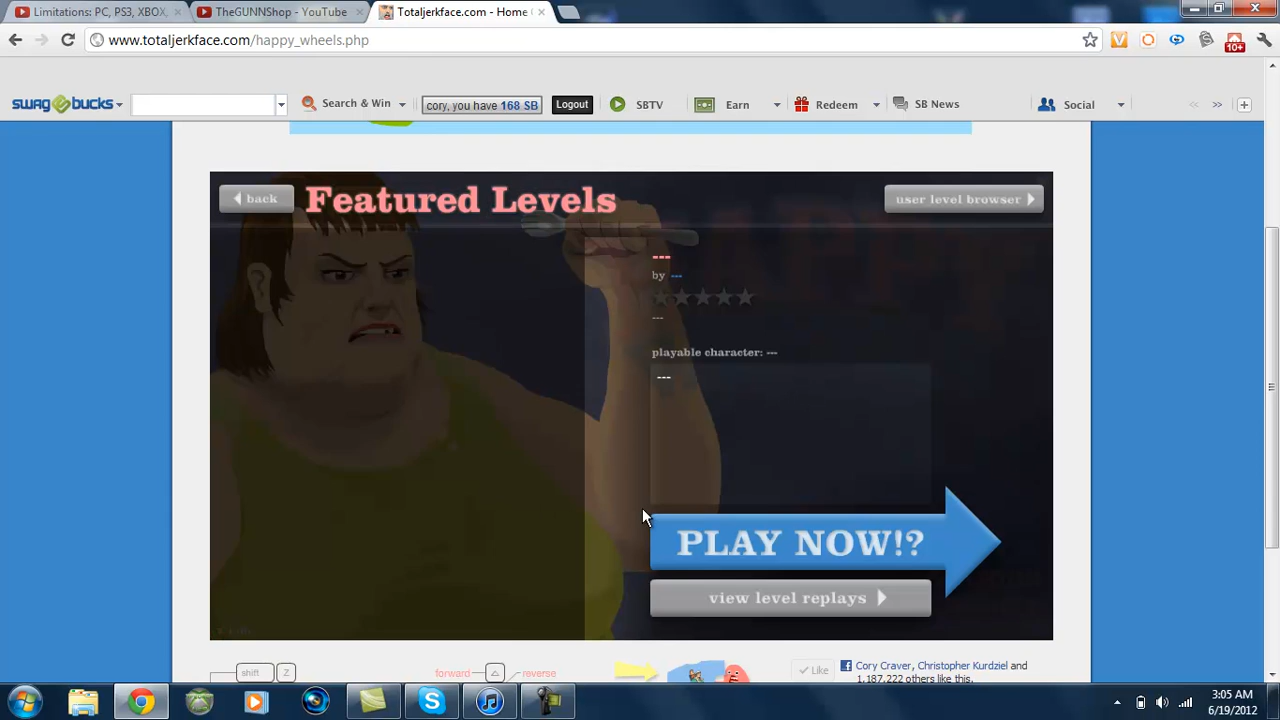 Limitations: PC, PS3, XBOX,
TheGUNNShop - YouTube
Totaljerkface.com - Home
www.totaljerkface.com/happy_wheels.php
10+
swagbucks
Search & Win
cory, you have 168 SB
Logout
SBTV
Earn
Redeem
SB News
Social
back
Featured Levels
user level browser
---
by ---
---
playable character: ---
---
PLAY NOW!?
view level replays
shift Z
forward
reverse
Like
Cory Craver, Christopher Kurdziel and
1,187,222 others like this.
3:05 AM
6/19/2012